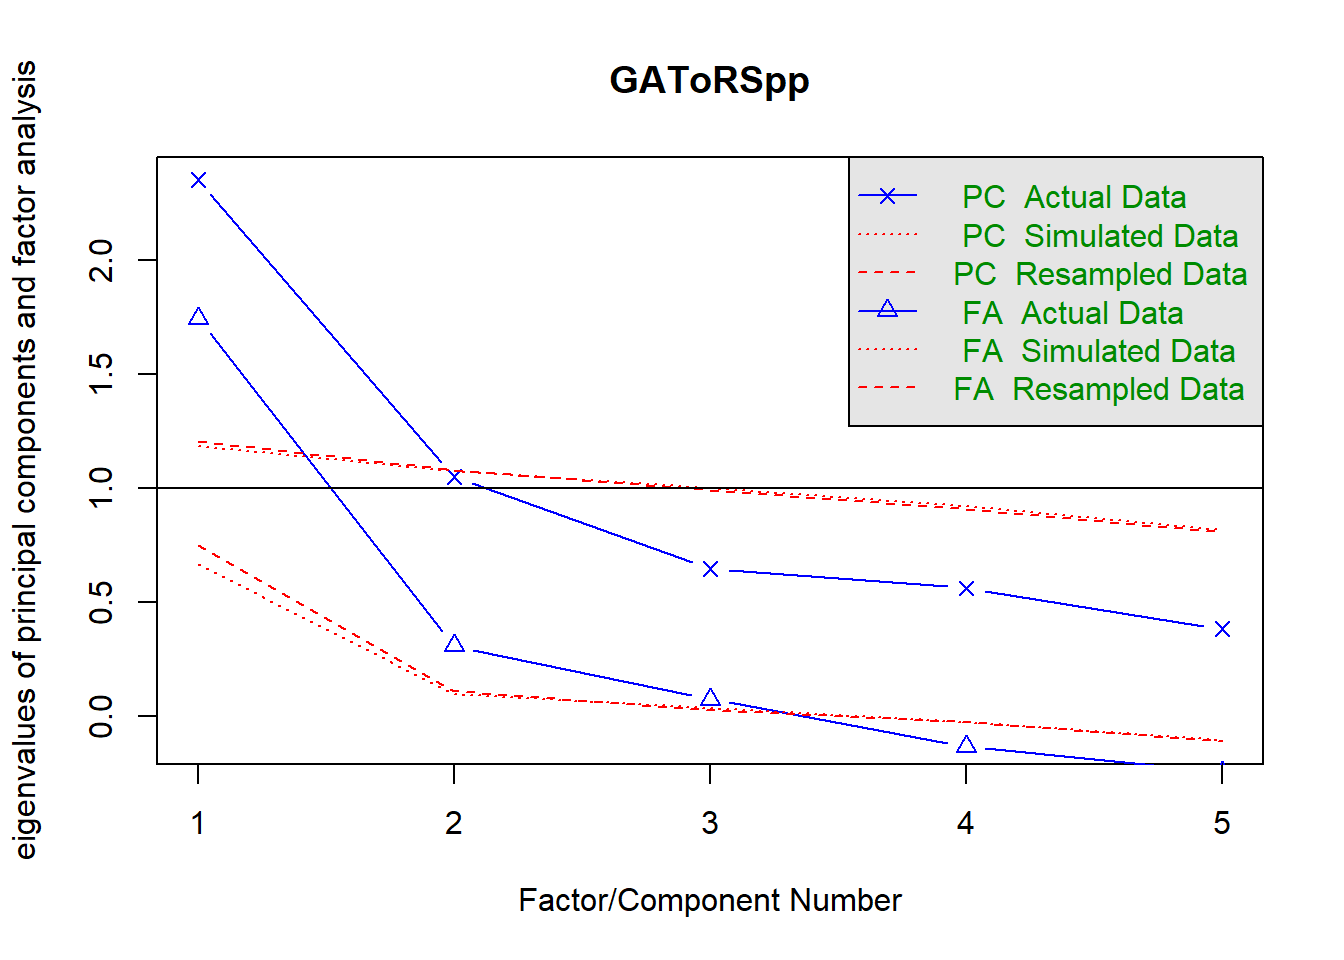 GAToRSpp
eigenvalues of principal components and factor analysis
2.0
1.5
1.0
0.5
0.0
PC Actual Data
PC Simulated Data
PC Resampled Data
FA Actual Data
FA Simulated Data
FA Resampled Data
1 2 3 4 5
Factor/Component Number